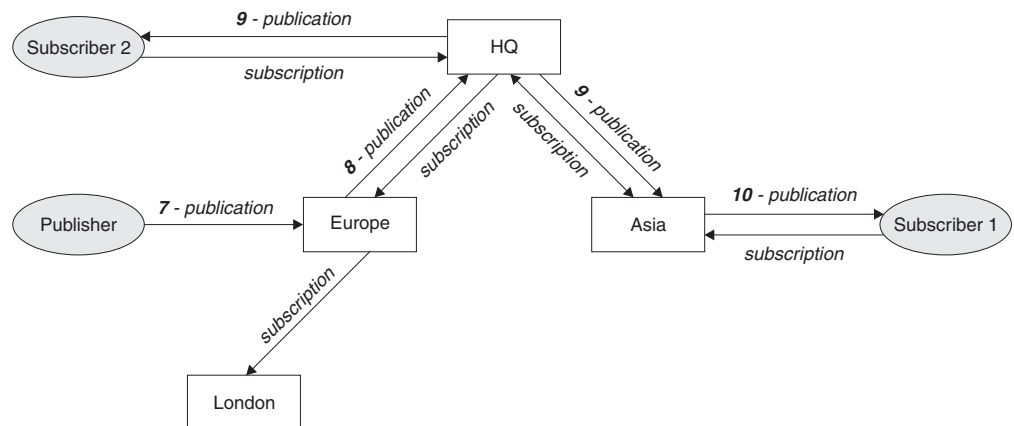 9 - publication
Subscriber 2
HQ
subscription
8 - publication
subscription
subscription
9 - publication
7 - publication
Publisher
Europe
Asia
10 - publication
Subscriber 1
subscription
subscription
London